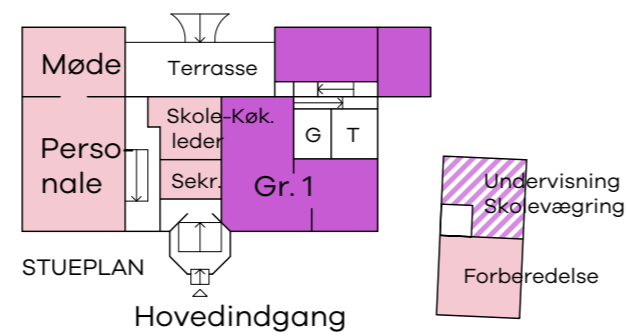 Møde
Terrasse
Skole-Køk.
leder
G
T
Perso-
nale
Sekr.
Gr. 1
Undervisning
Skolevægring
STUEPLAN
Forberedelse
Hovedindgang